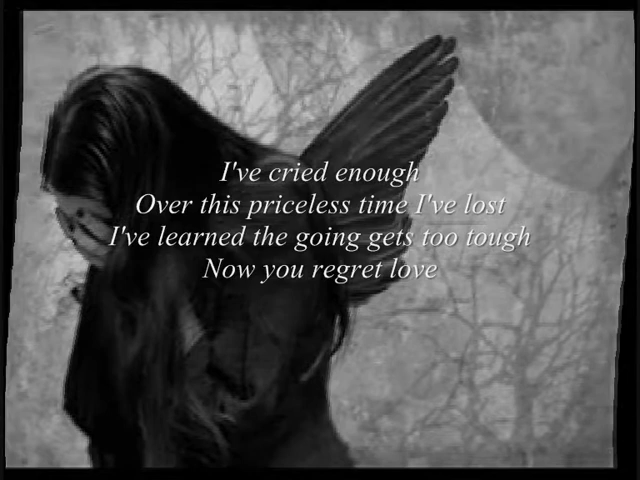 I've cried enough
Over this priceless time I've lost
I've learned the going gets too tough
Now you regret love